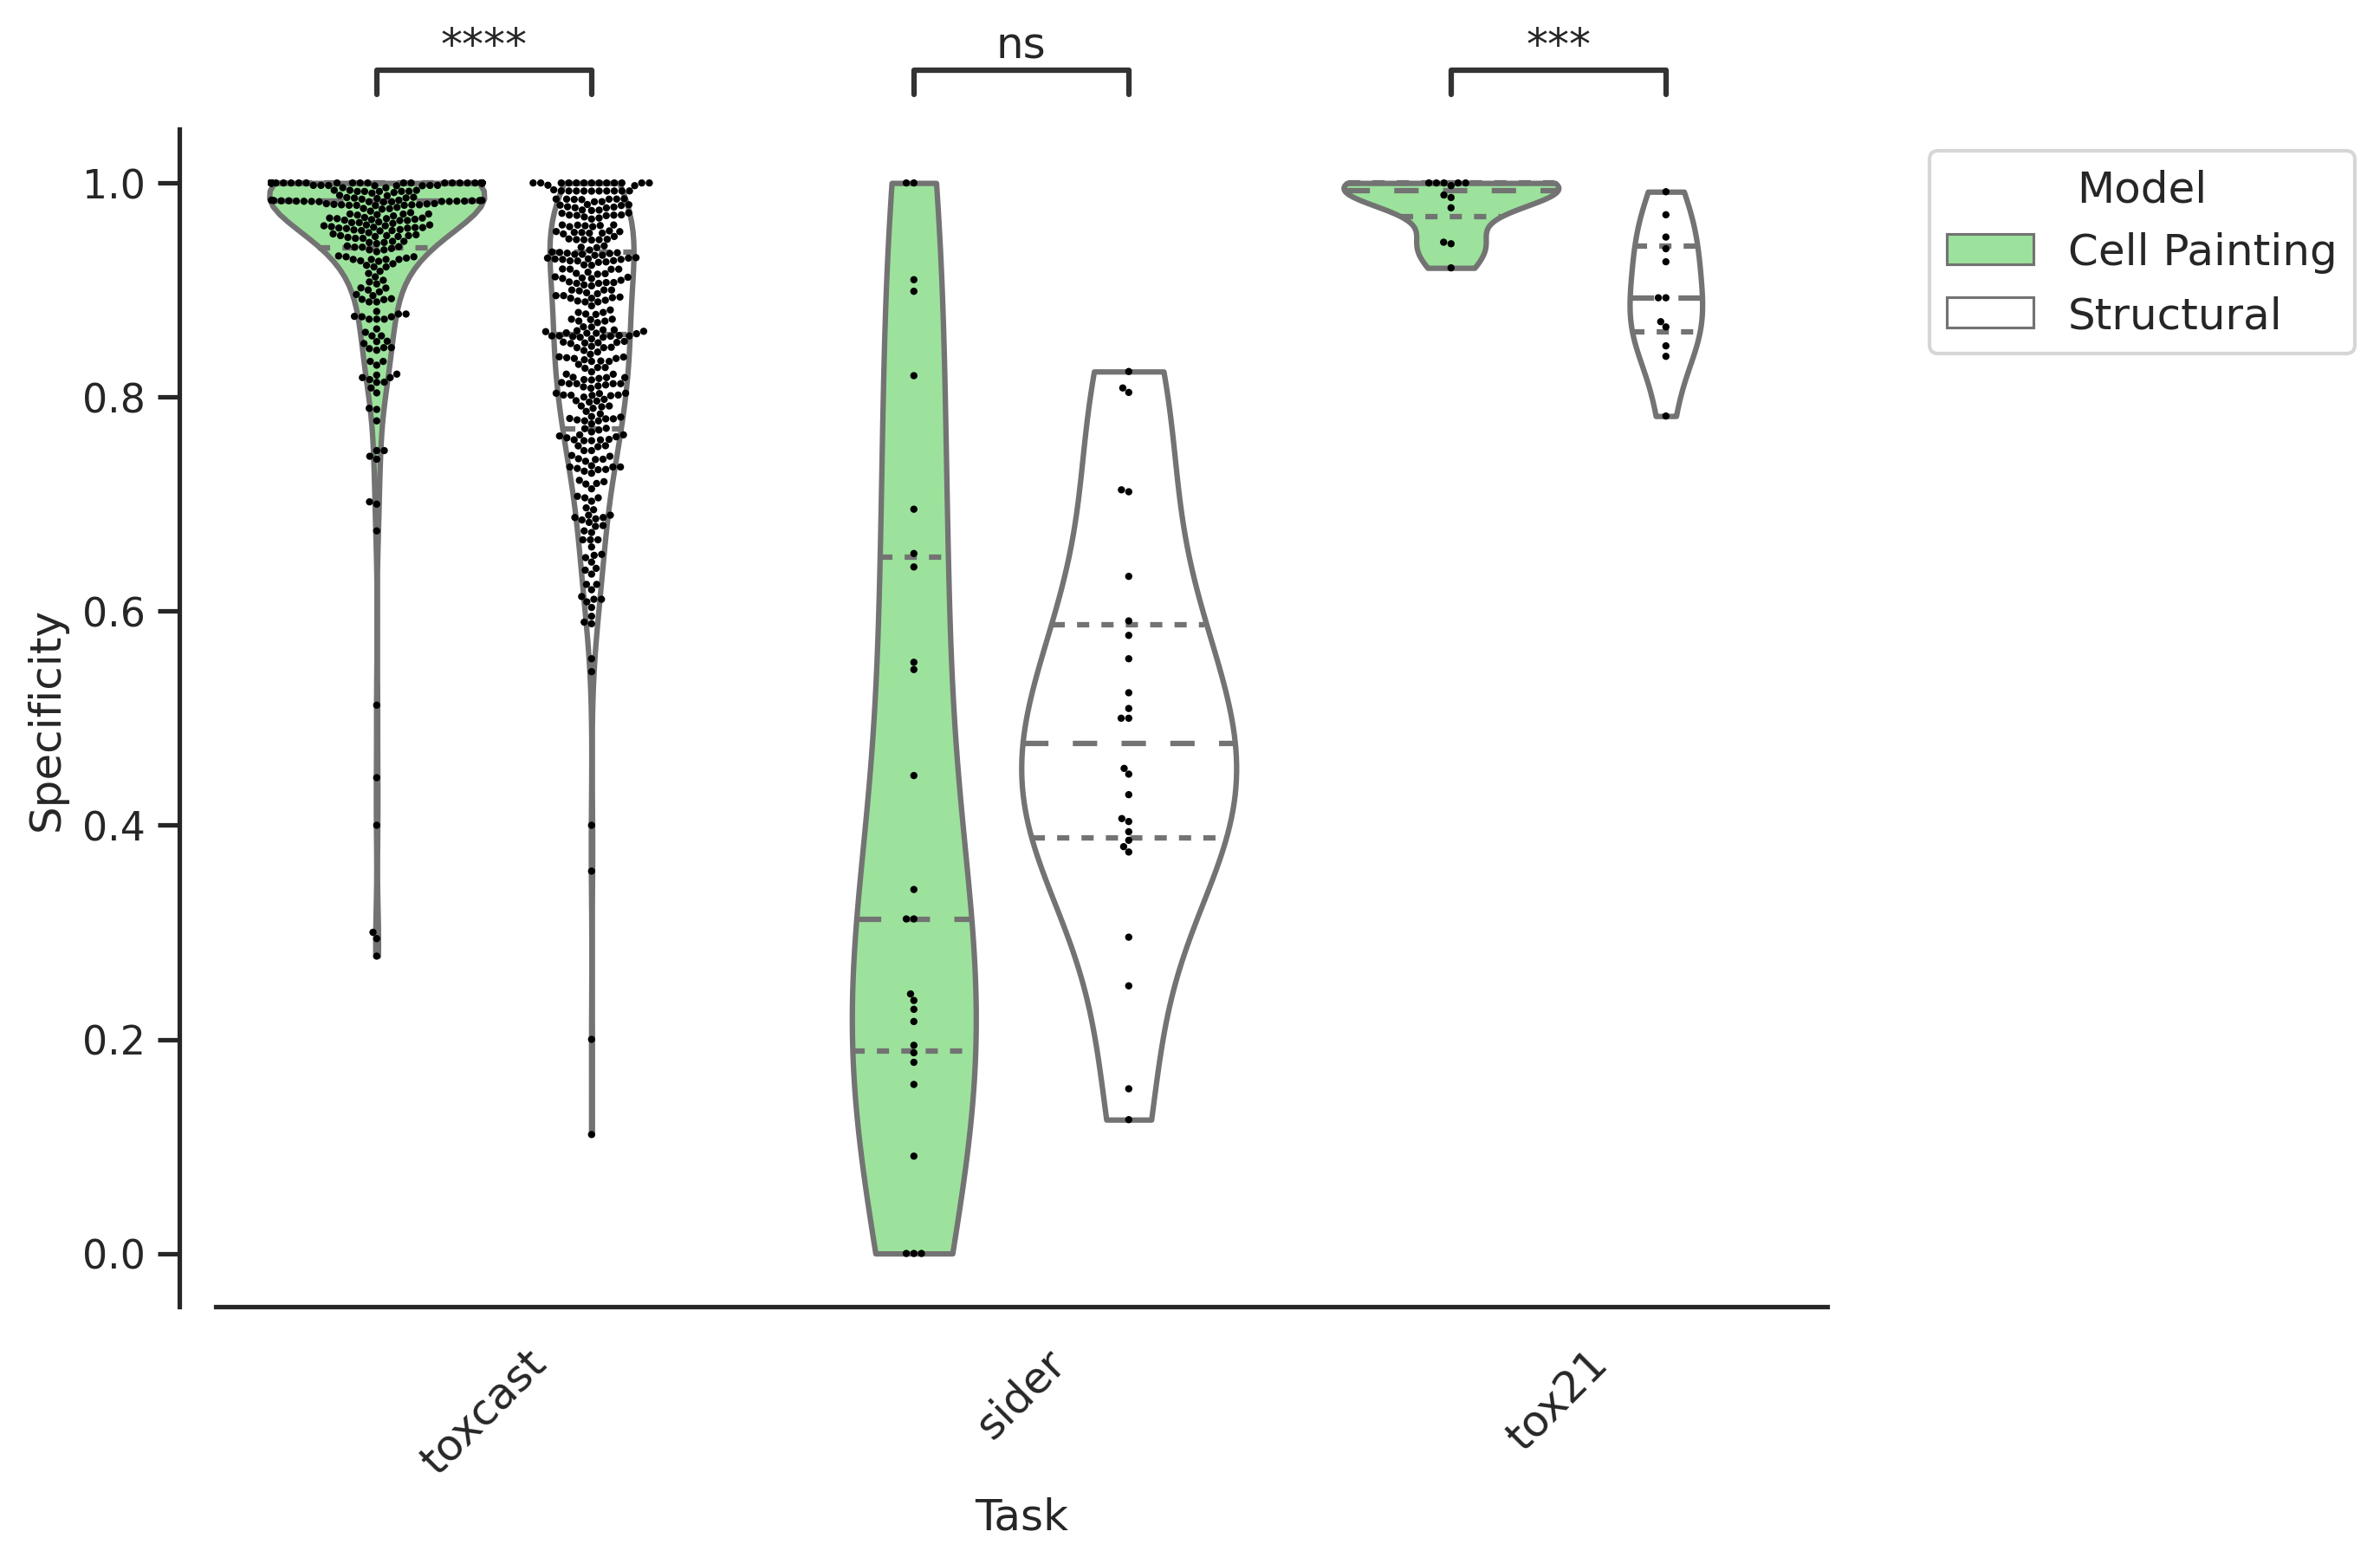 **** ns ***
1.0
0.8
0.6
0.4
0.2
0.0
Specificity
Model
Cell Painting
Structural
toxcast sider tox21
Task